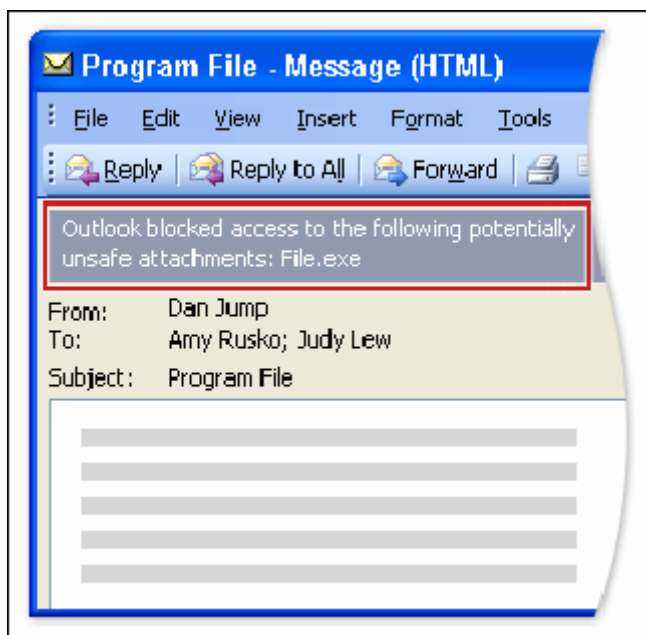 Program File - Message (HTML)
File Edit View Insert Format Tools
Reply Reply to All Forward
Outlook blocked access to the following potentially
unsafe attachments: File.exe
From: Dan Jump
To: Amy Rusko; Judy Lew
Subject: Program File